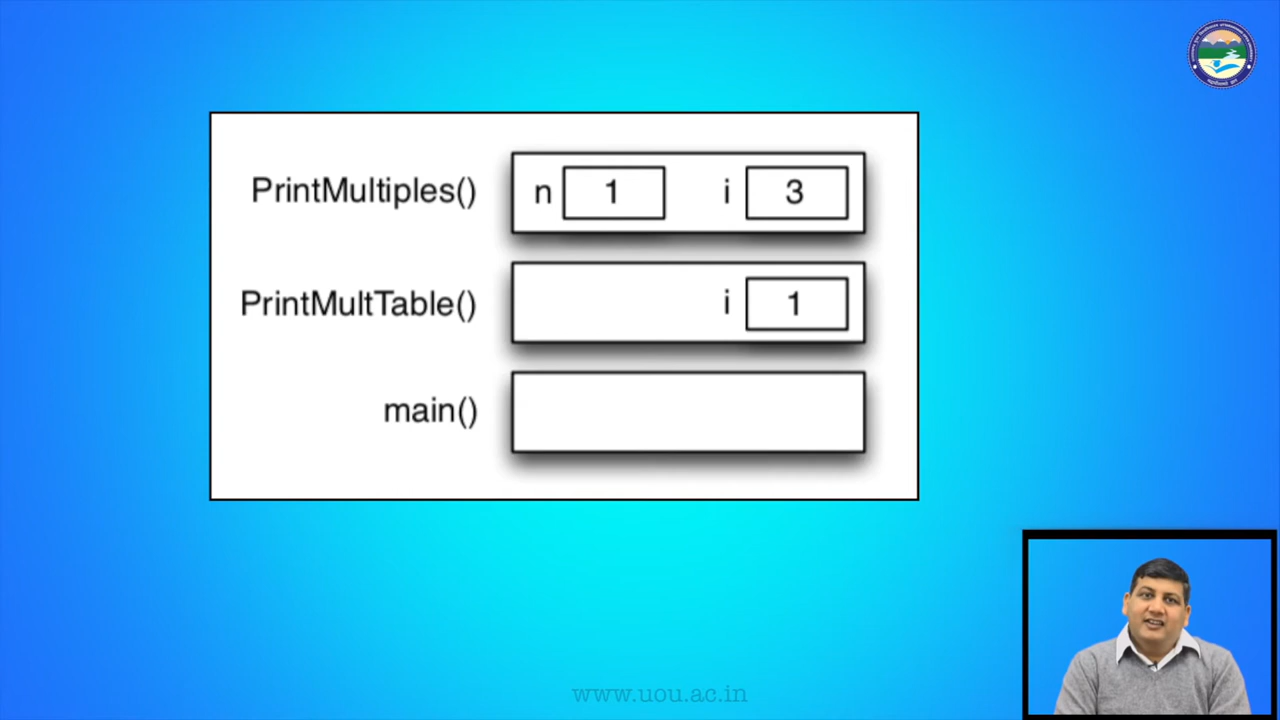 PrintMultiples() n 1 i 3
PrintMultTable() i 1
main()
www.uou.ac.in